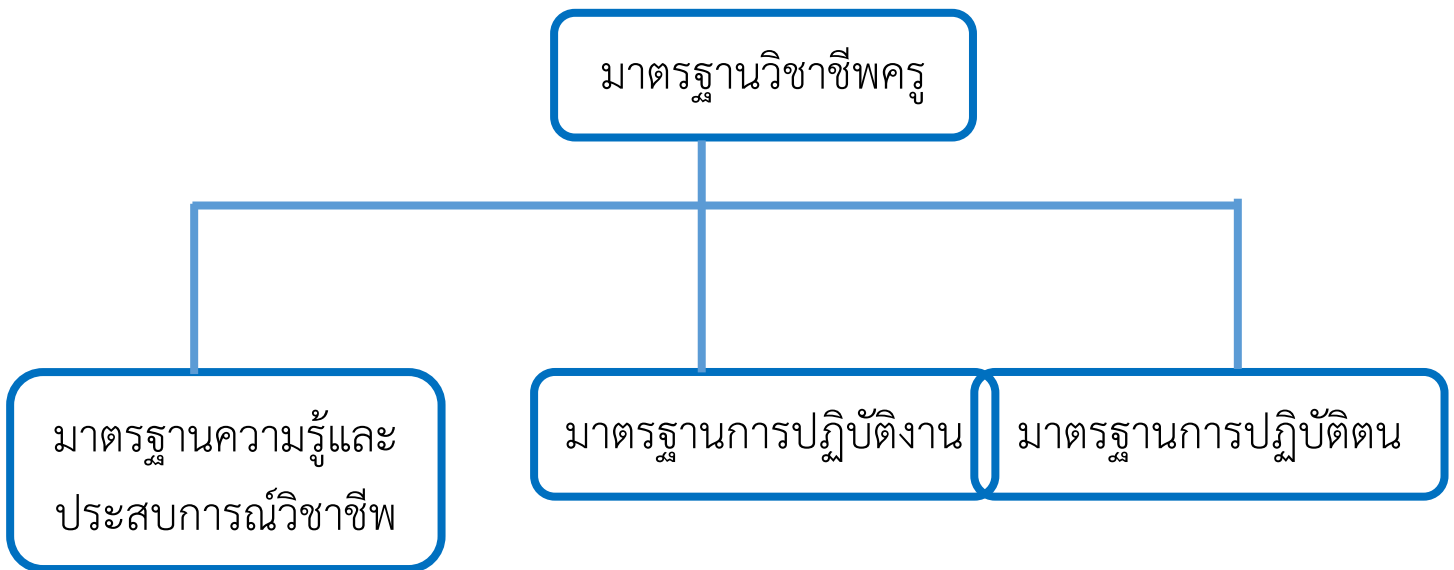 มาตรฐานวิชาชีพครู
มาตรฐานความรู้และ
ประสบการณ์วิชาชีพ
มาตรฐานการปฏิบัติงาน
มาตรฐานการปฏิบัติตน